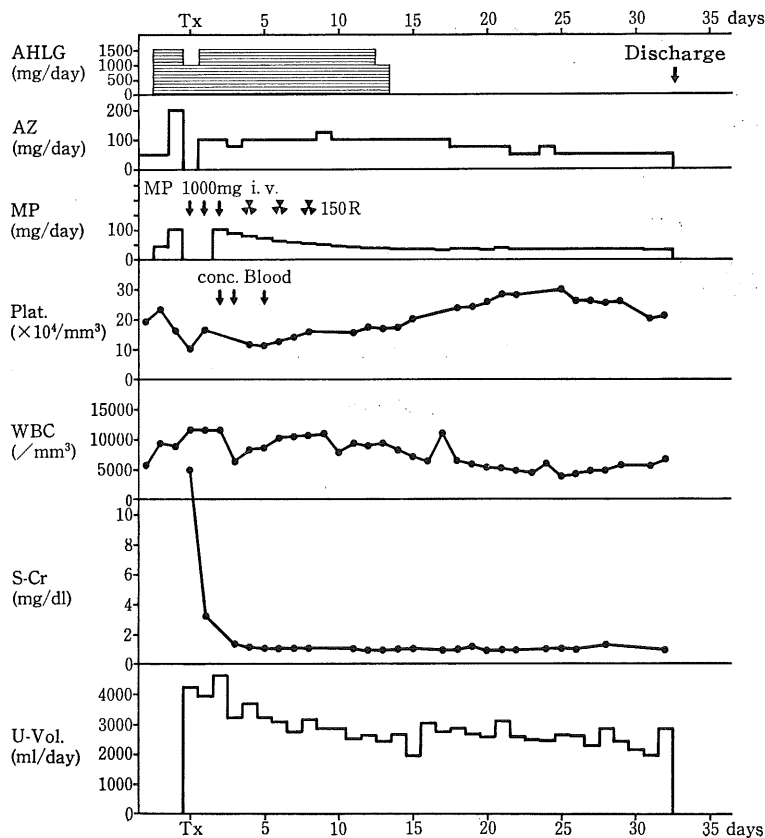 Tx 5 10 15 20 25 30 35 days
AHLG
(mg/day)
1500
1000
0
Discharge
AZ
(mg/day)
200
100
0
MP 1000mg i. v.
150R
MP
(mg/day)
100
0
conc. Blood
Plat.
(×10⁴/mm³)
30
20
10
0
WBC
(/mm³)
15000
10000
5000
0
S-Cr
(mg/dl)
10
8
6
4
2
0
U-Vol.
(ml/day)
4000
3000
2000
1000
0
Tx 5 10 15 20 25 30 35 days